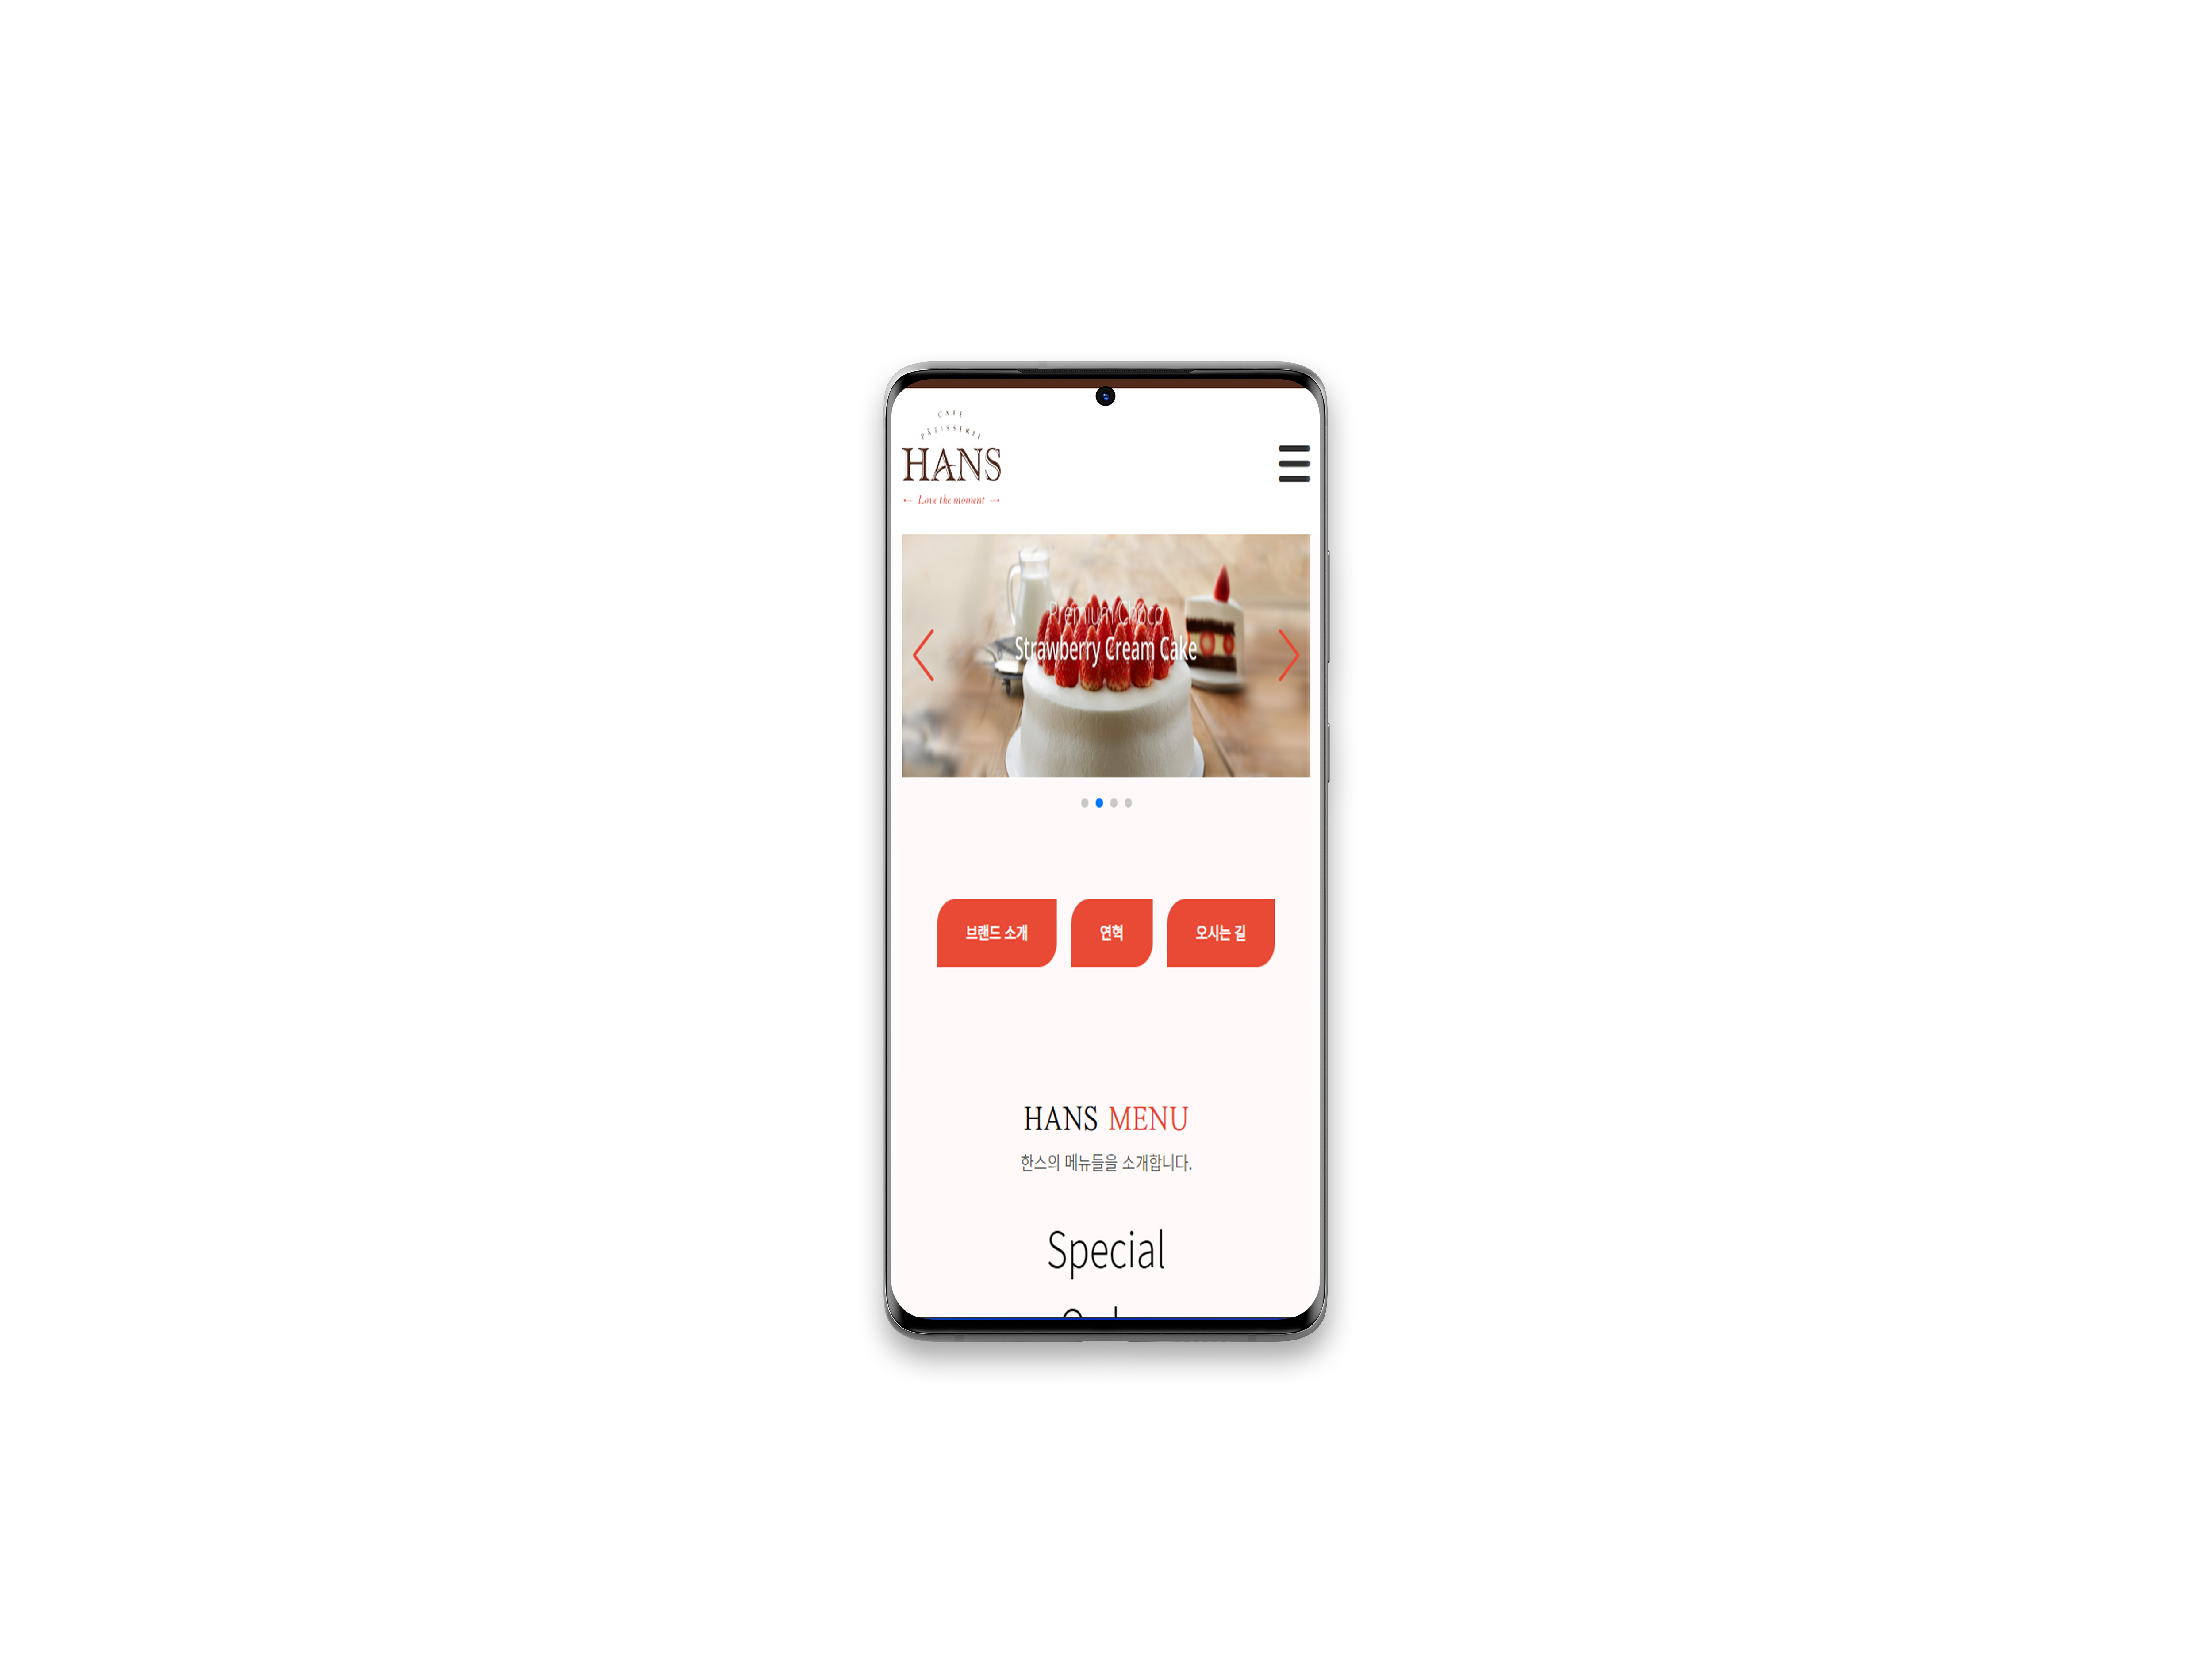 CAFE
PÂTISSERIE
HANS
Love the moment
Premium Choco
Strawberry Cream Cake
브랜드 소개
연혁
오시는 길
HANS MENU
한스의 메뉴들을 소개합니다.
Special